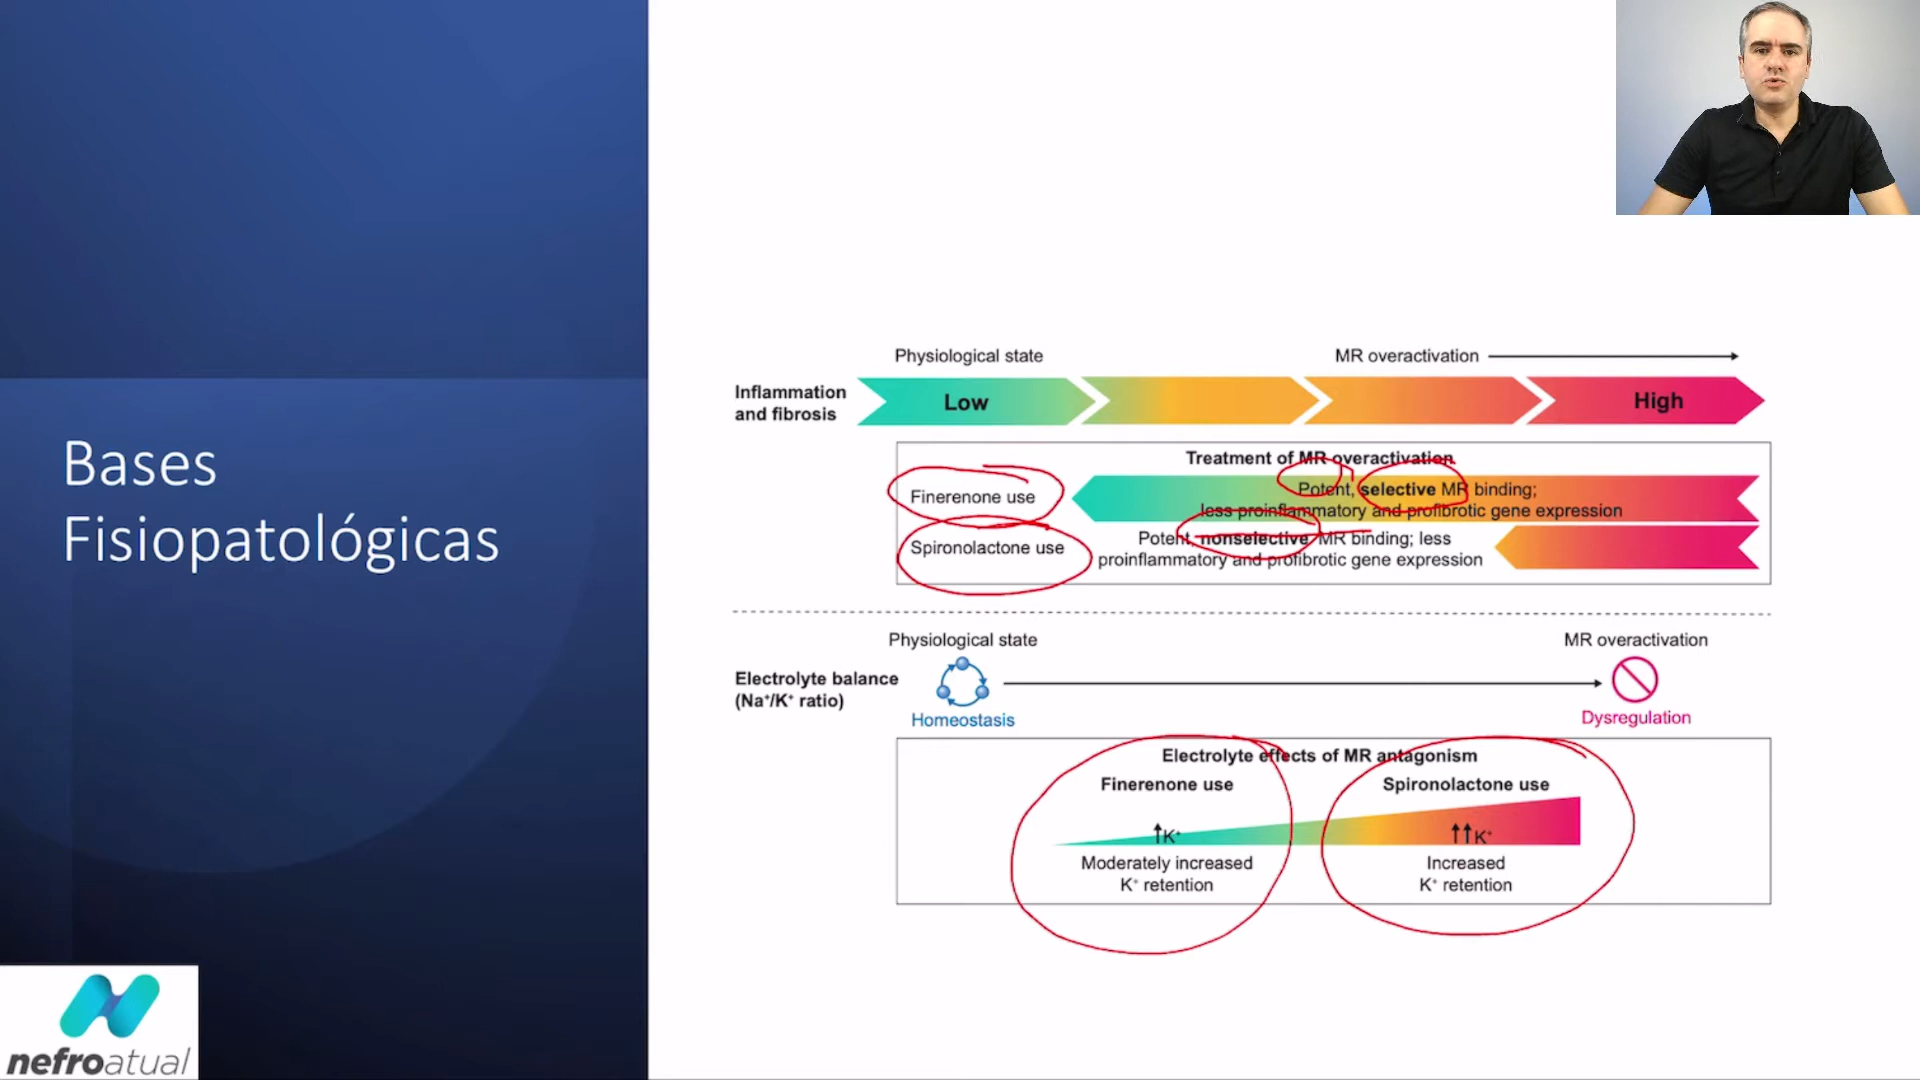 Bases
Fisiopatológicas
nefroatual
Physiological state
MR overactivation
Inflammation
and fibrosis
Low
High
Treatment of MR overactivation
Finerenone use
Potent, selective MR binding;
less proinflammatory and profibrotic gene expression
Spironolactone use
Potent, nonselective MR binding; less
proinflammatory and profibrotic gene expression
Physiological state
MR overactivation
Electrolyte balance
(Na⁺/K⁺ ratio)
Homeostasis
Dysregulation
Electrolyte effects of MR antagonism
Finerenone use
Spironolactone use
↑K⁺
↑↑K⁺
Moderately increased
K⁺ retention
Increased
K⁺ retention